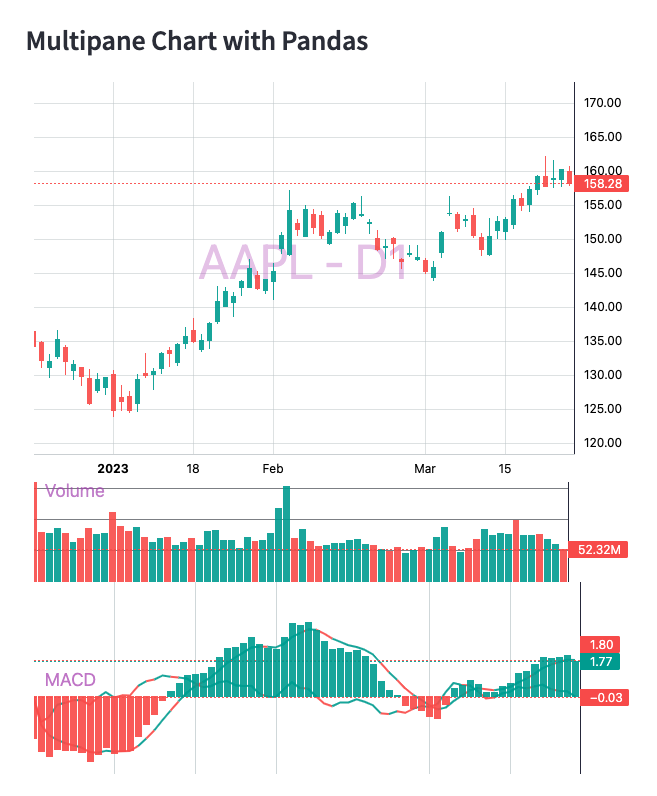 Multipane Chart with Pandas
170.00
165.00
160.00
158.28
155.00
150.00
AAPL - D1
145.00
140.00
135.00
130.00
125.00
120.00
2023 18 Feb Mar 15
Volume
52.32M
1.80
1.77
MACD
−0.03